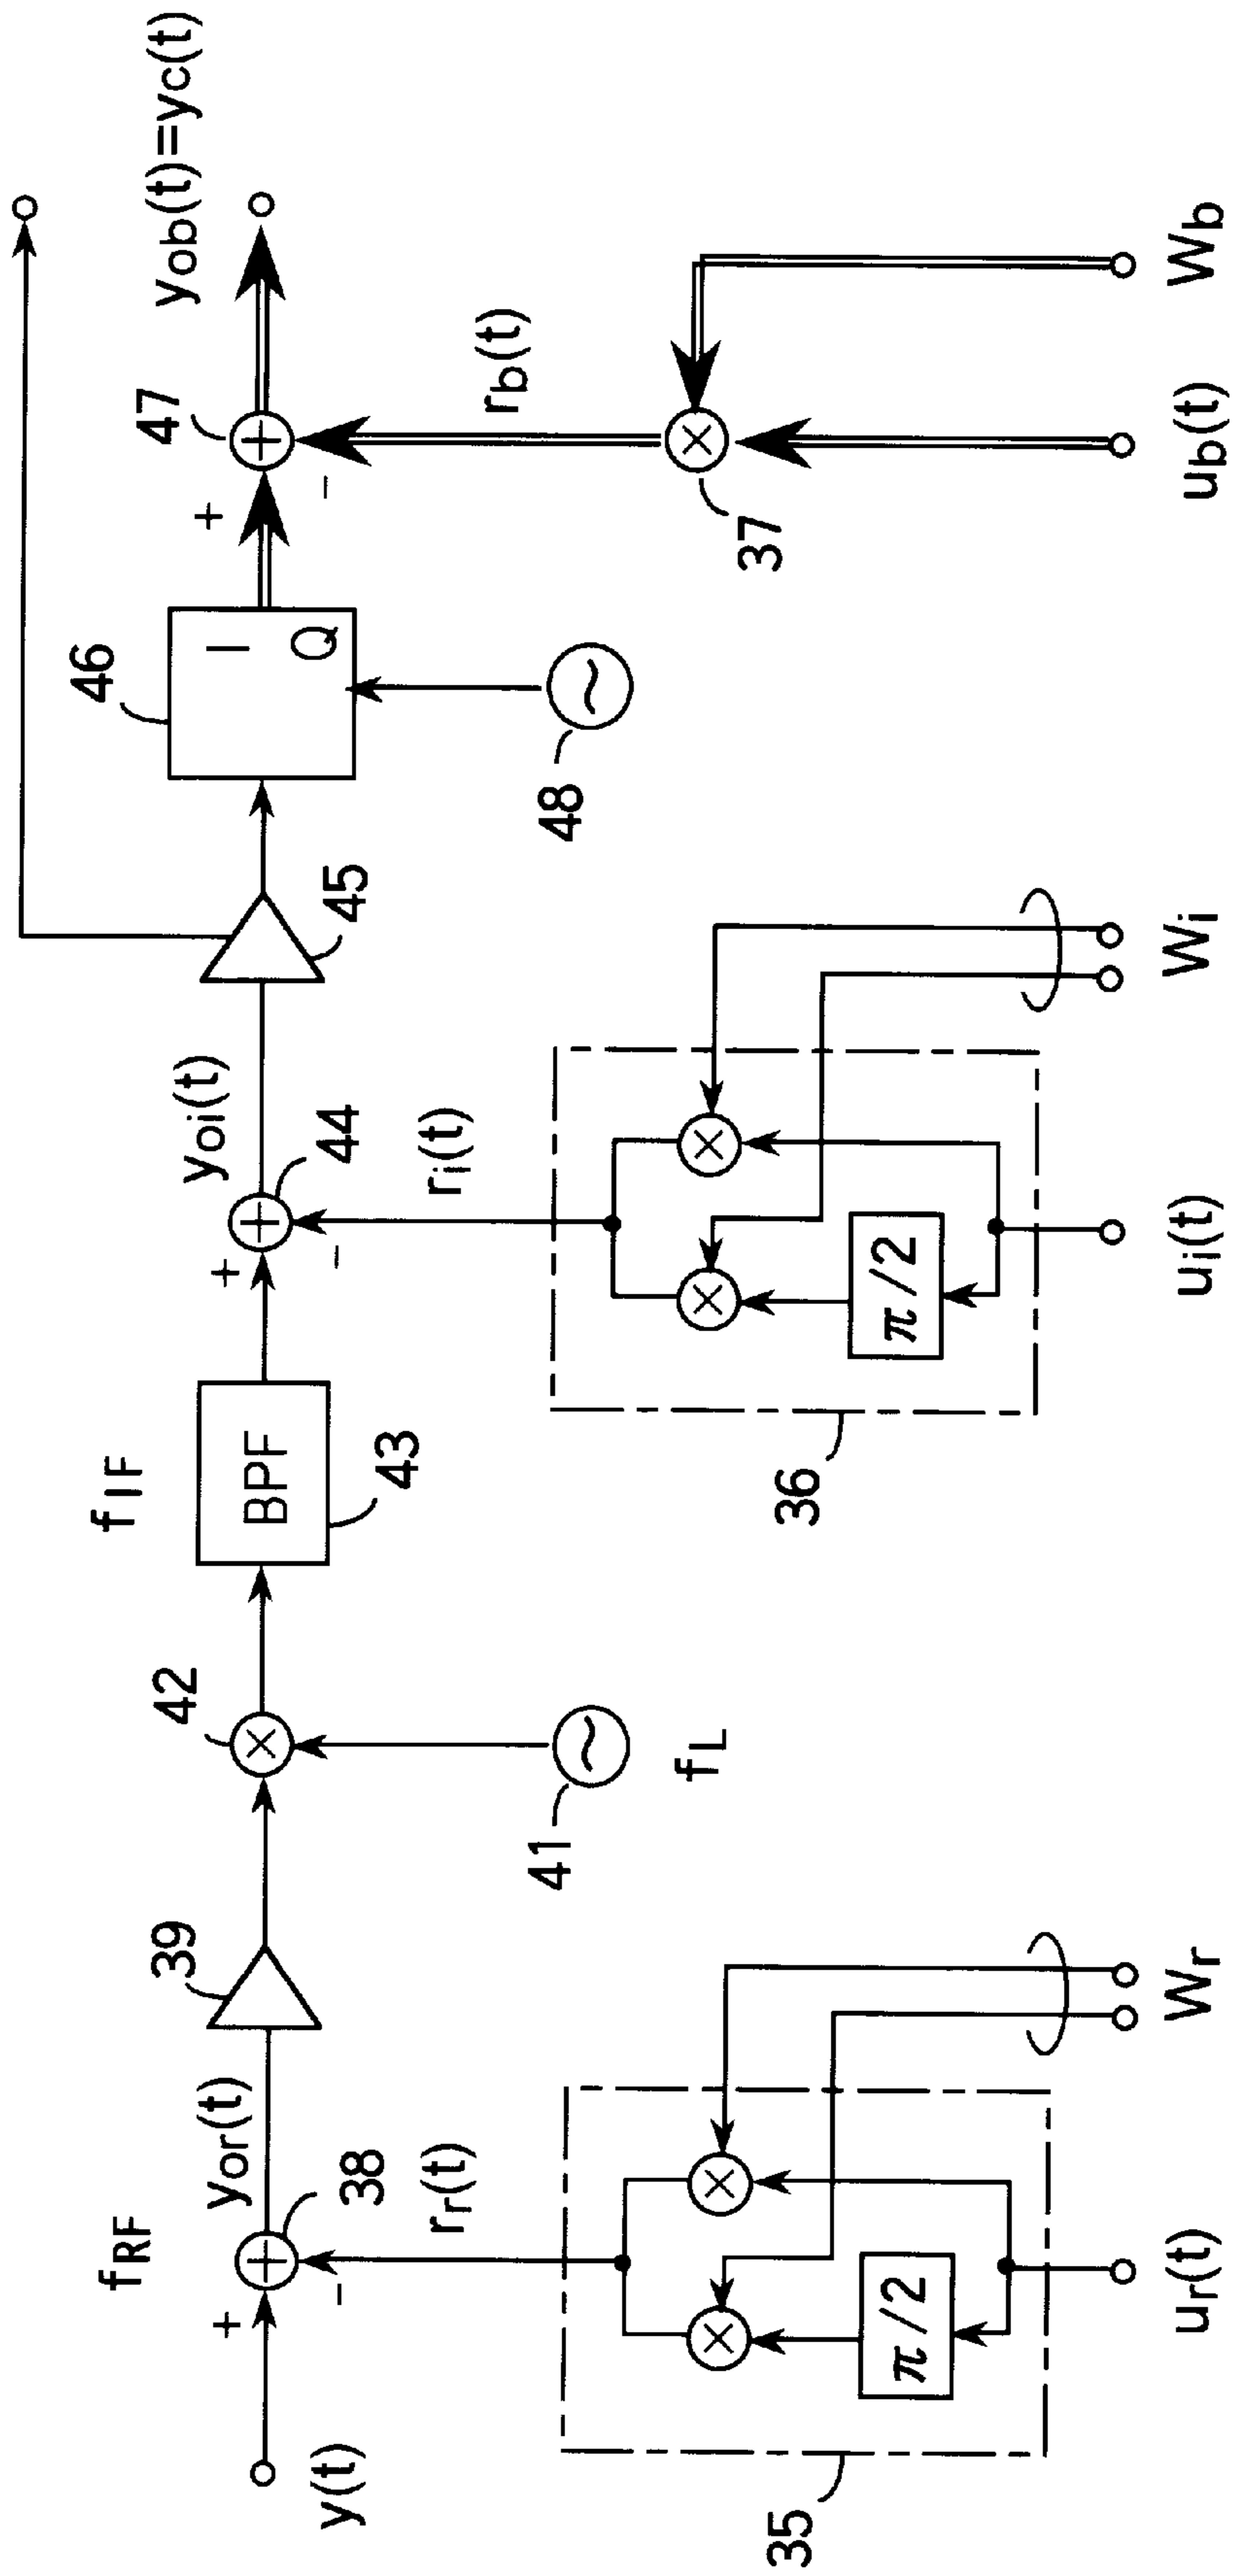 fRF
fIF
yob(t)=yc(t)
y(t)
+
-
38
yor(t)
39
42
BPF
43
+
-
44
yoi(t)
45
46
I
Q
+
-
47
rr(t)
41
fL
ri(t)
48
rb(t)
37
35
π/2
ur(t)
Wr
36
π/2
ui(t)
Wi
ub(t)
Wb